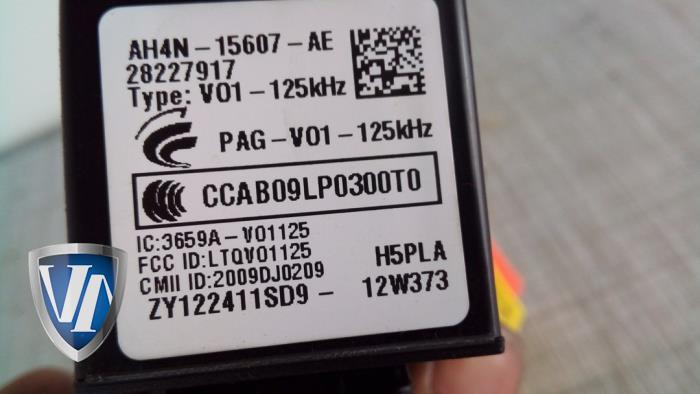 AH4N-15607-AE
28227917
Type: V01-125kHz
PAG-V01-125kHz
CCAB09LP0300T0
IC:3659A-V01125
FCC ID:LTQV01125
CMII ID:2009DJ0209
H5PLA
ZY122411SD9-
12W373